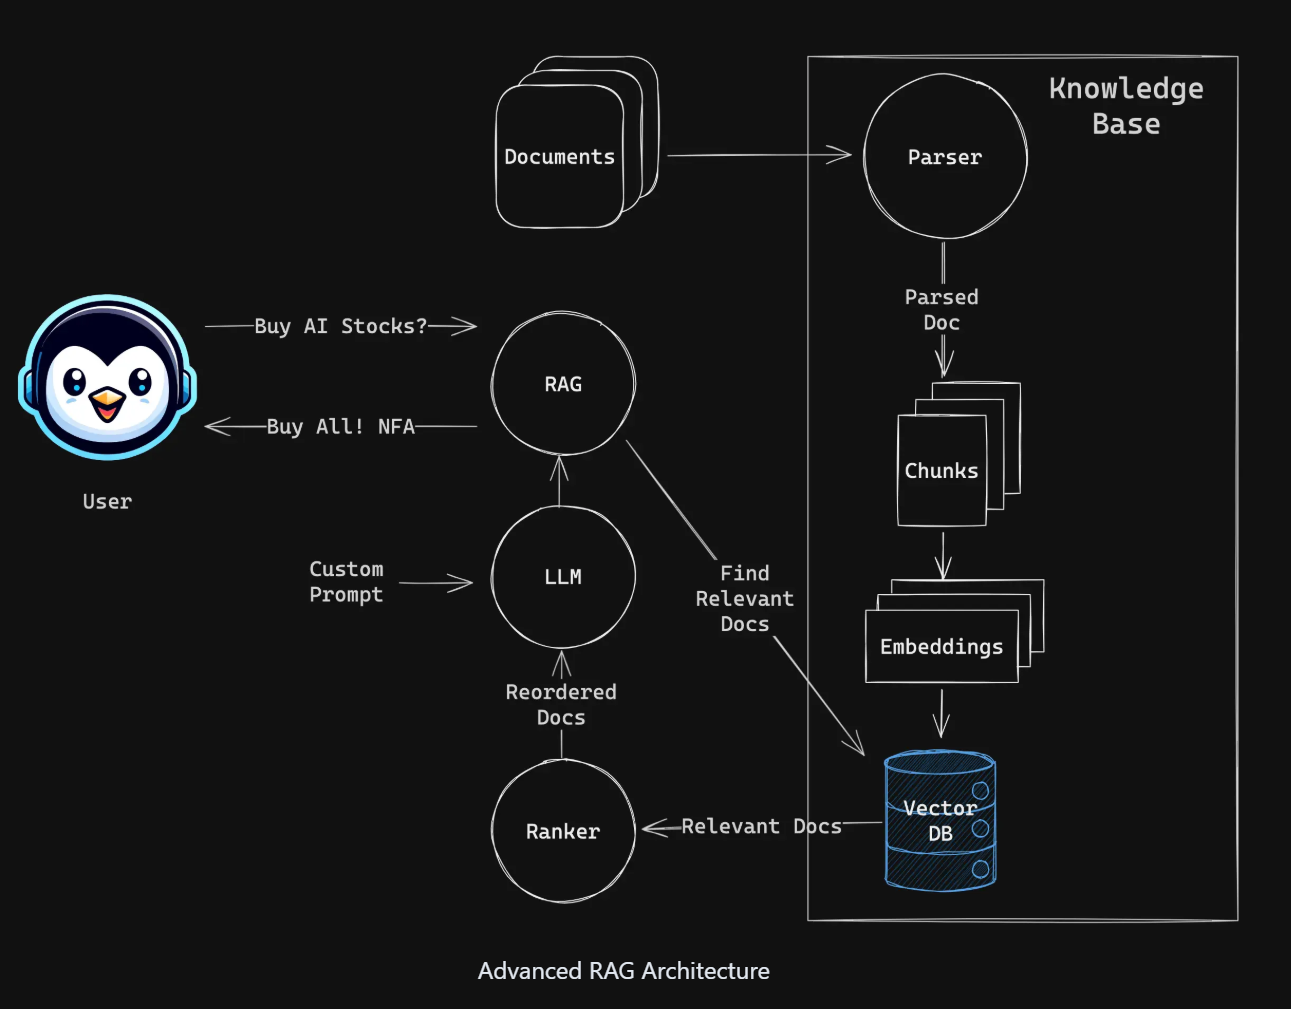 Knowledge
Base
Documents
Parser
Parsed
Doc
Buy AI Stocks?
RAG
Buy All! NFA
User
Chunks
Custom
Prompt
LLM
Find
Relevant
Docs
Embeddings
Reordered
Docs
Vector
DB
Relevant Docs
Ranker
Advanced RAG Architecture